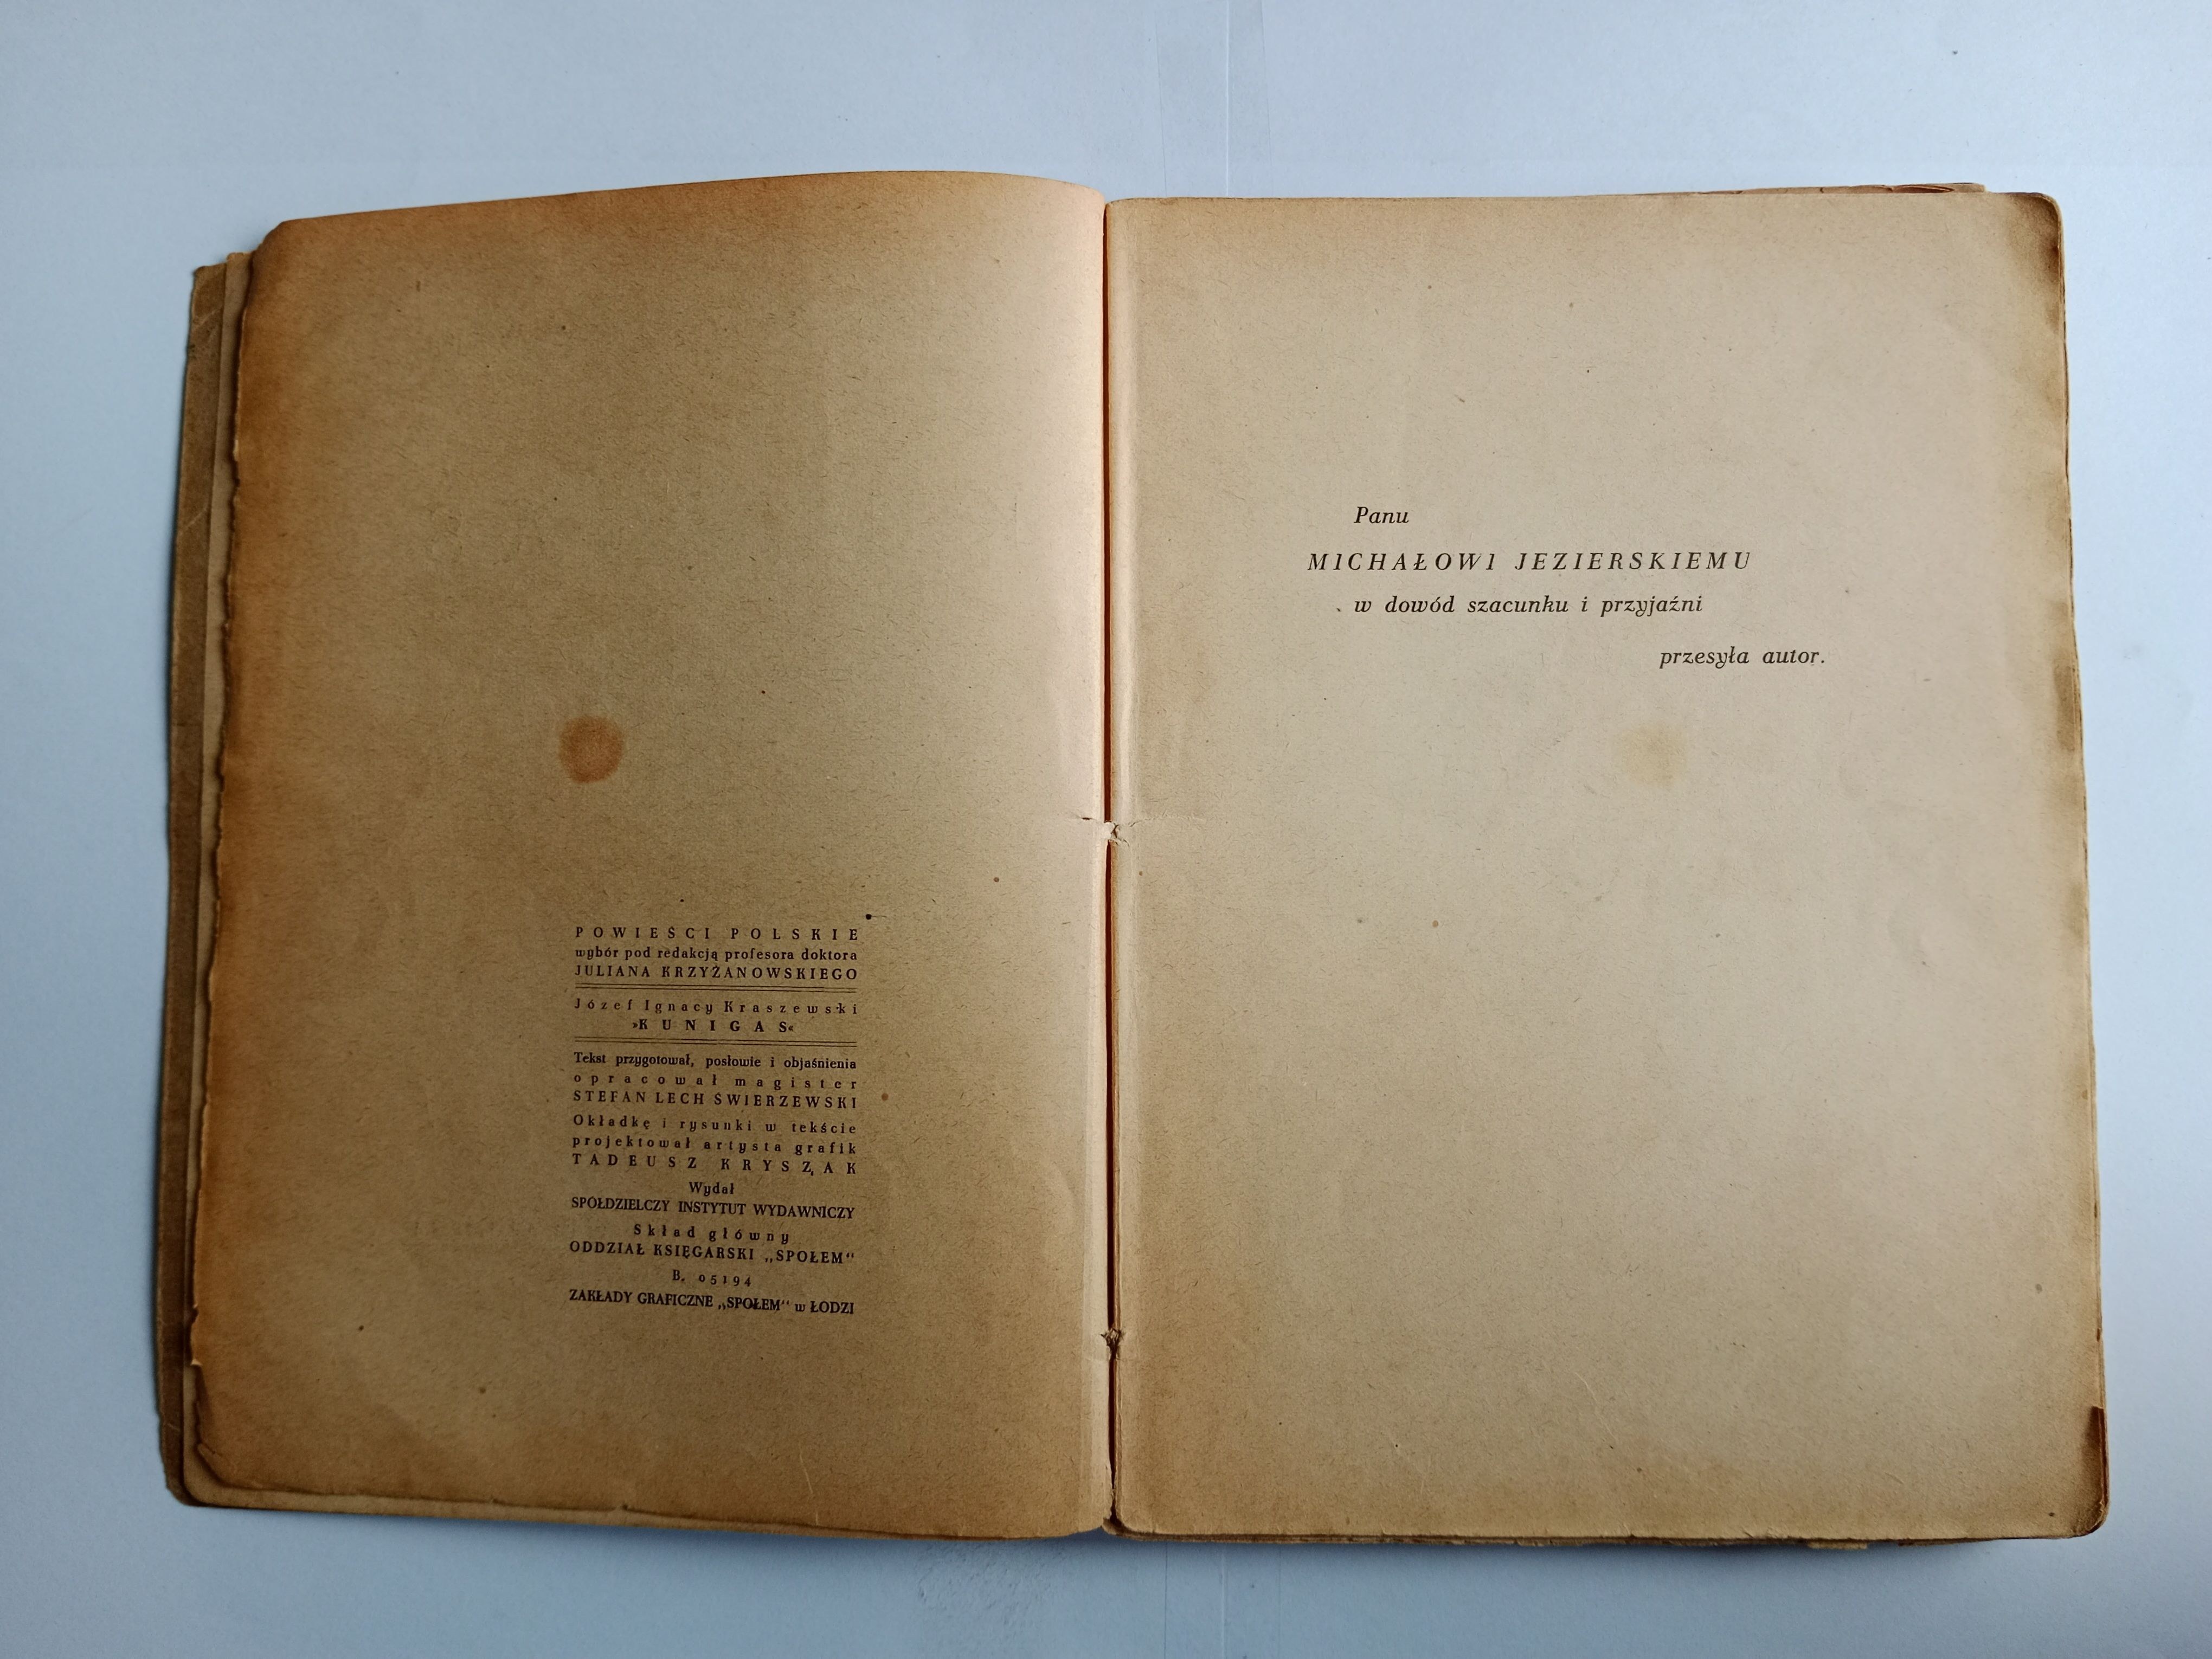 POWIEŚCI POLSKIE
wybór pod redakcją profesora doktora
JULIANA KRZYŻANOWSKIEGO
Józef Ignacy Kraszewski
»KUNIGAS«
Tekst przygotował, posłowie i objaśnienia
opracował magister
STEFAN LECH ŚWIERZEWSKI
Okładkę i rysunki w tekście
projektował artysta grafik
TADEUSZ KRYSZAK
Wydał
SPÓŁDZIELCZY INSTYTUT WYDAWNICZY
Skład główny
ODDZIAŁ KSIĘGARSKI „SPOŁEM“
B. 05194
ZAKŁADY GRAFICZNE „SPOŁEM“ w ŁODZI
Panu
MICHAŁOWI JEZIERSKIEMU
w dowód szacunku i przyjaźni
przesyła autor.